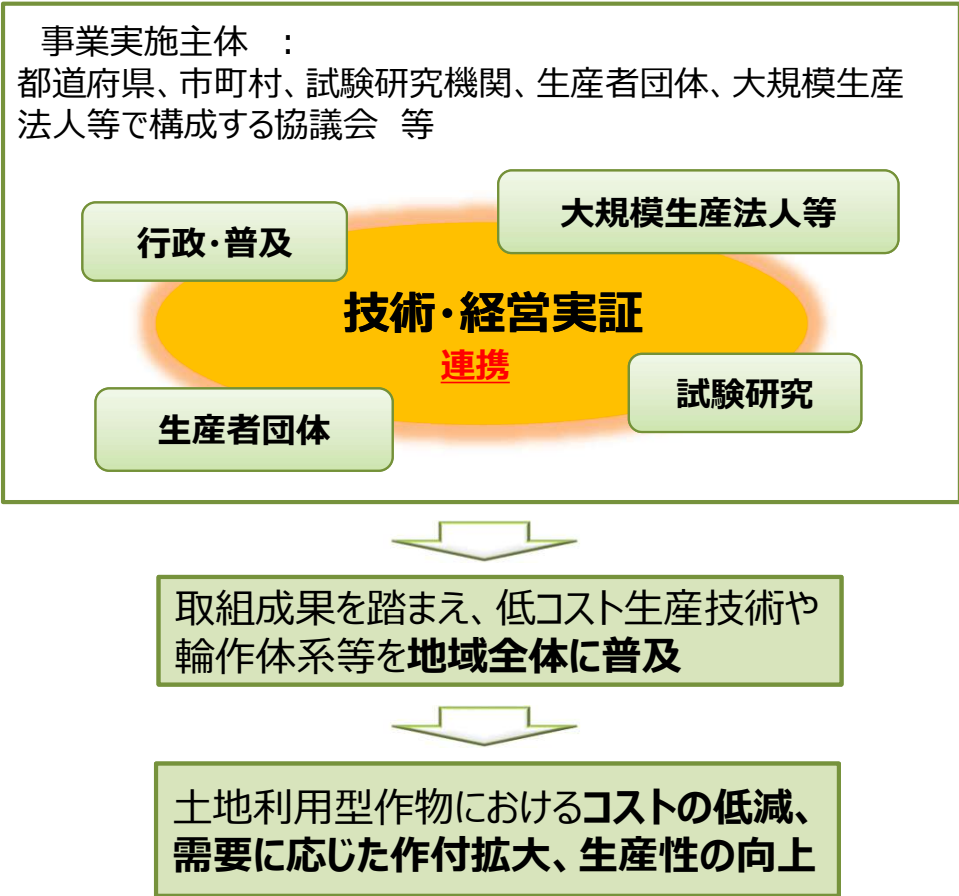 事業実施主体 :
都道府県、市町村、試験研究機関、生産者団体、大規模生産
法人等で構成する協議会 等
大規模生産法人等
行政・普及
技術・経営実証
連携
試験研究
生産者団体
取組成果を踏まえ、低コスト生産技術や
輪作体系等を地域全体に普及
土地利用型作物におけるコストの低減、
需要に応じた作付拡大、生産性の向上